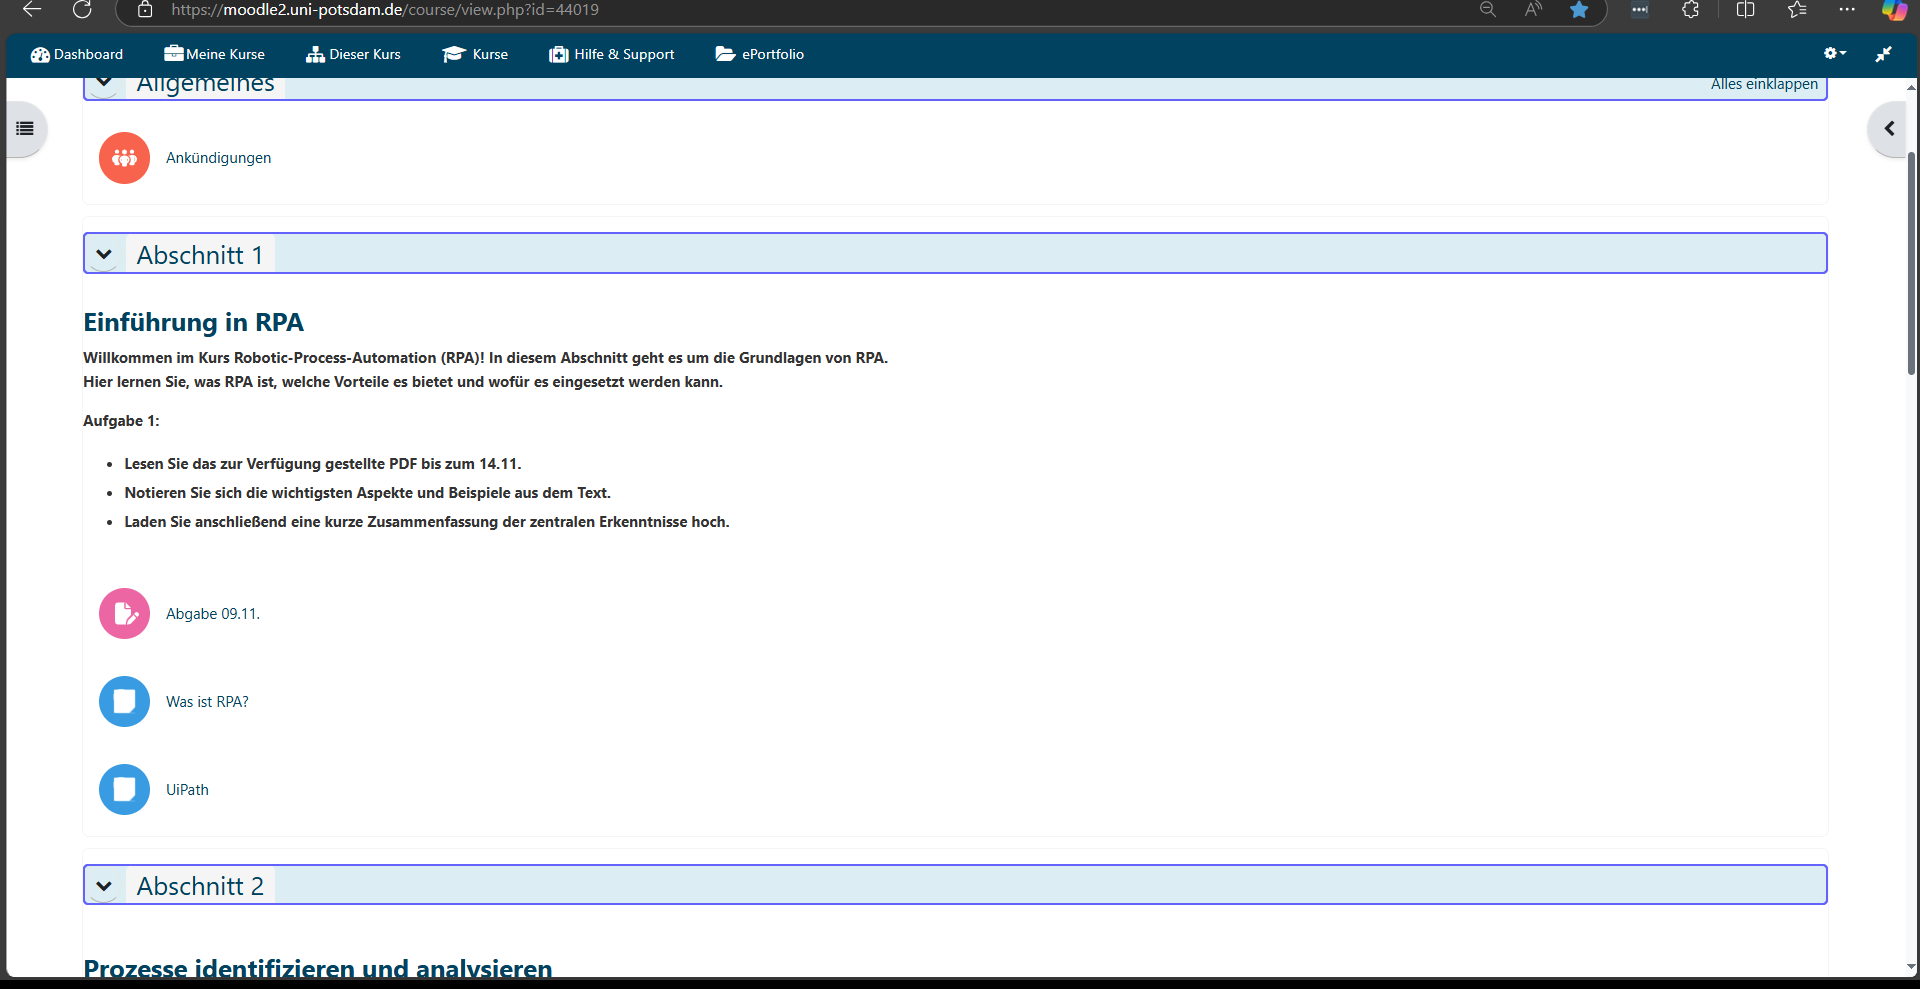 https://moodle2.uni-potsdam.de/course/view.php?id=44019
Dashboard Meine Kurse Dieser Kurs Kurse Hilfe & Support ePortfolio
Allgemeines Alles einklappen
Ankündigungen
Abschnitt 1
Einführung in RPA
Willkommen im Kurs Robotic-Process-Automation (RPA)! In diesem Abschnitt geht es um die Grundlagen von RPA.
Hier lernen Sie, was RPA ist, welche Vorteile es bietet und wofür es eingesetzt werden kann.
Aufgabe 1:
• Lesen Sie das zur Verfügung gestellte PDF bis zum 14.11.
• Notieren Sie sich die wichtigsten Aspekte und Beispiele aus dem Text.
• Laden Sie anschließend eine kurze Zusammenfassung der zentralen Erkenntnisse hoch.
Abgabe 09.11.
Was ist RPA?
UiPath
Abschnitt 2
Prozesse identifizieren und analysieren